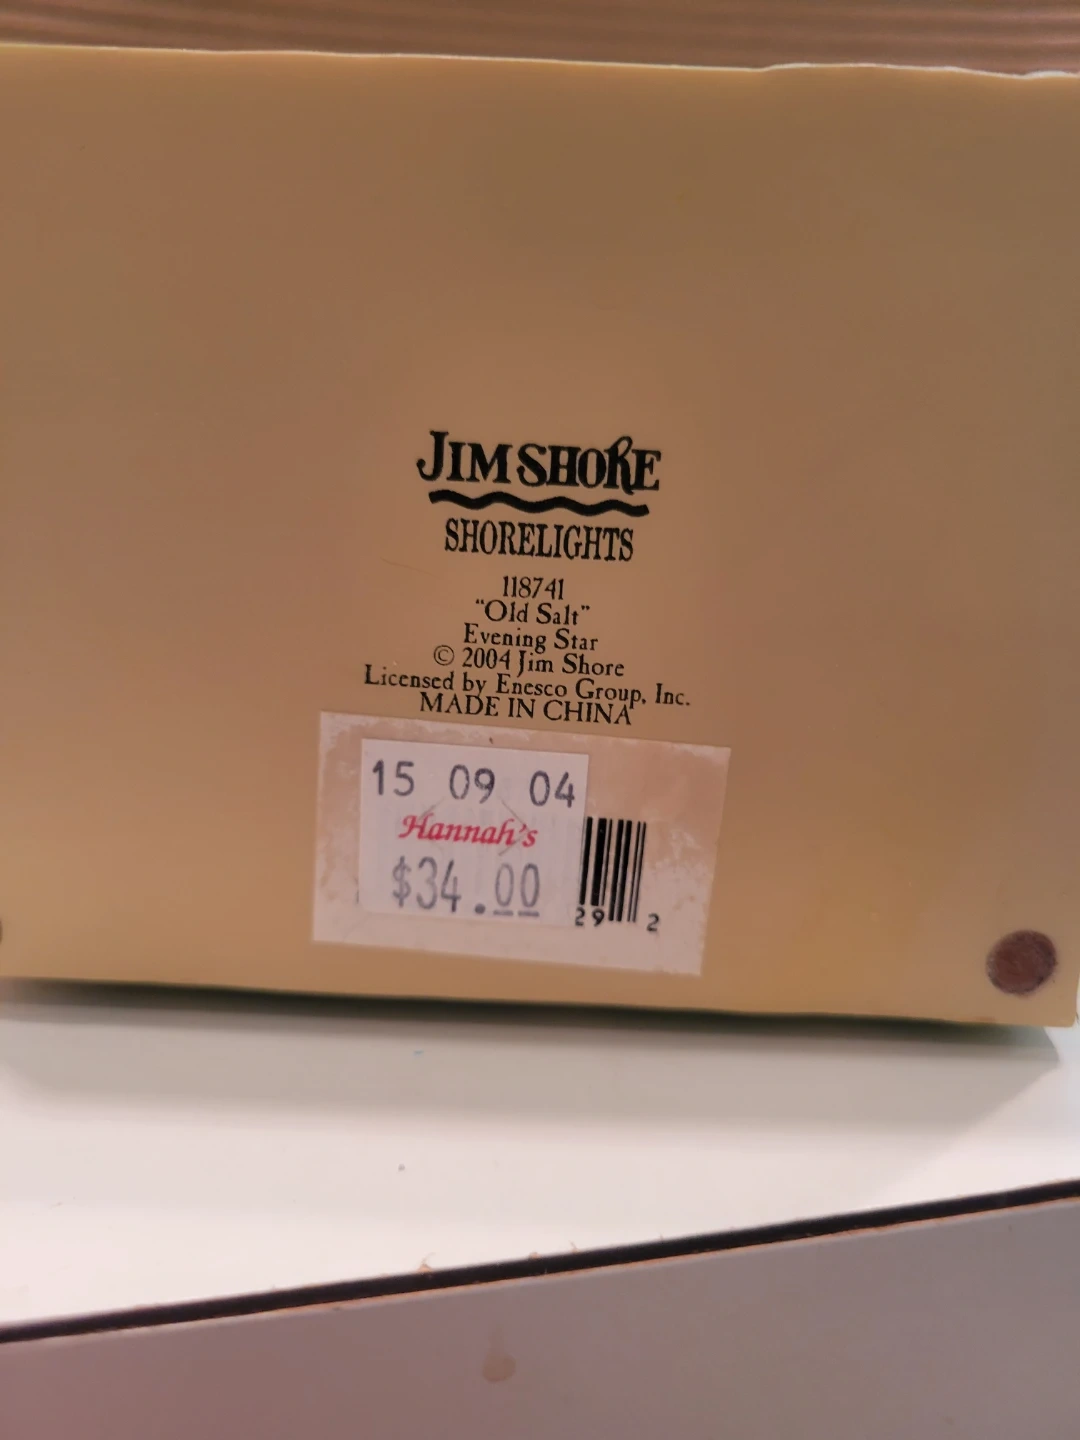 JIM SHORE
SHORELIGHTS
118741
"Old Salt"
Evening Star
© 2004 Jim Shore
Licensed by Enesco Group, Inc.
MADE IN CHINA
15 09 04
Hannah's
$34.00
29 2